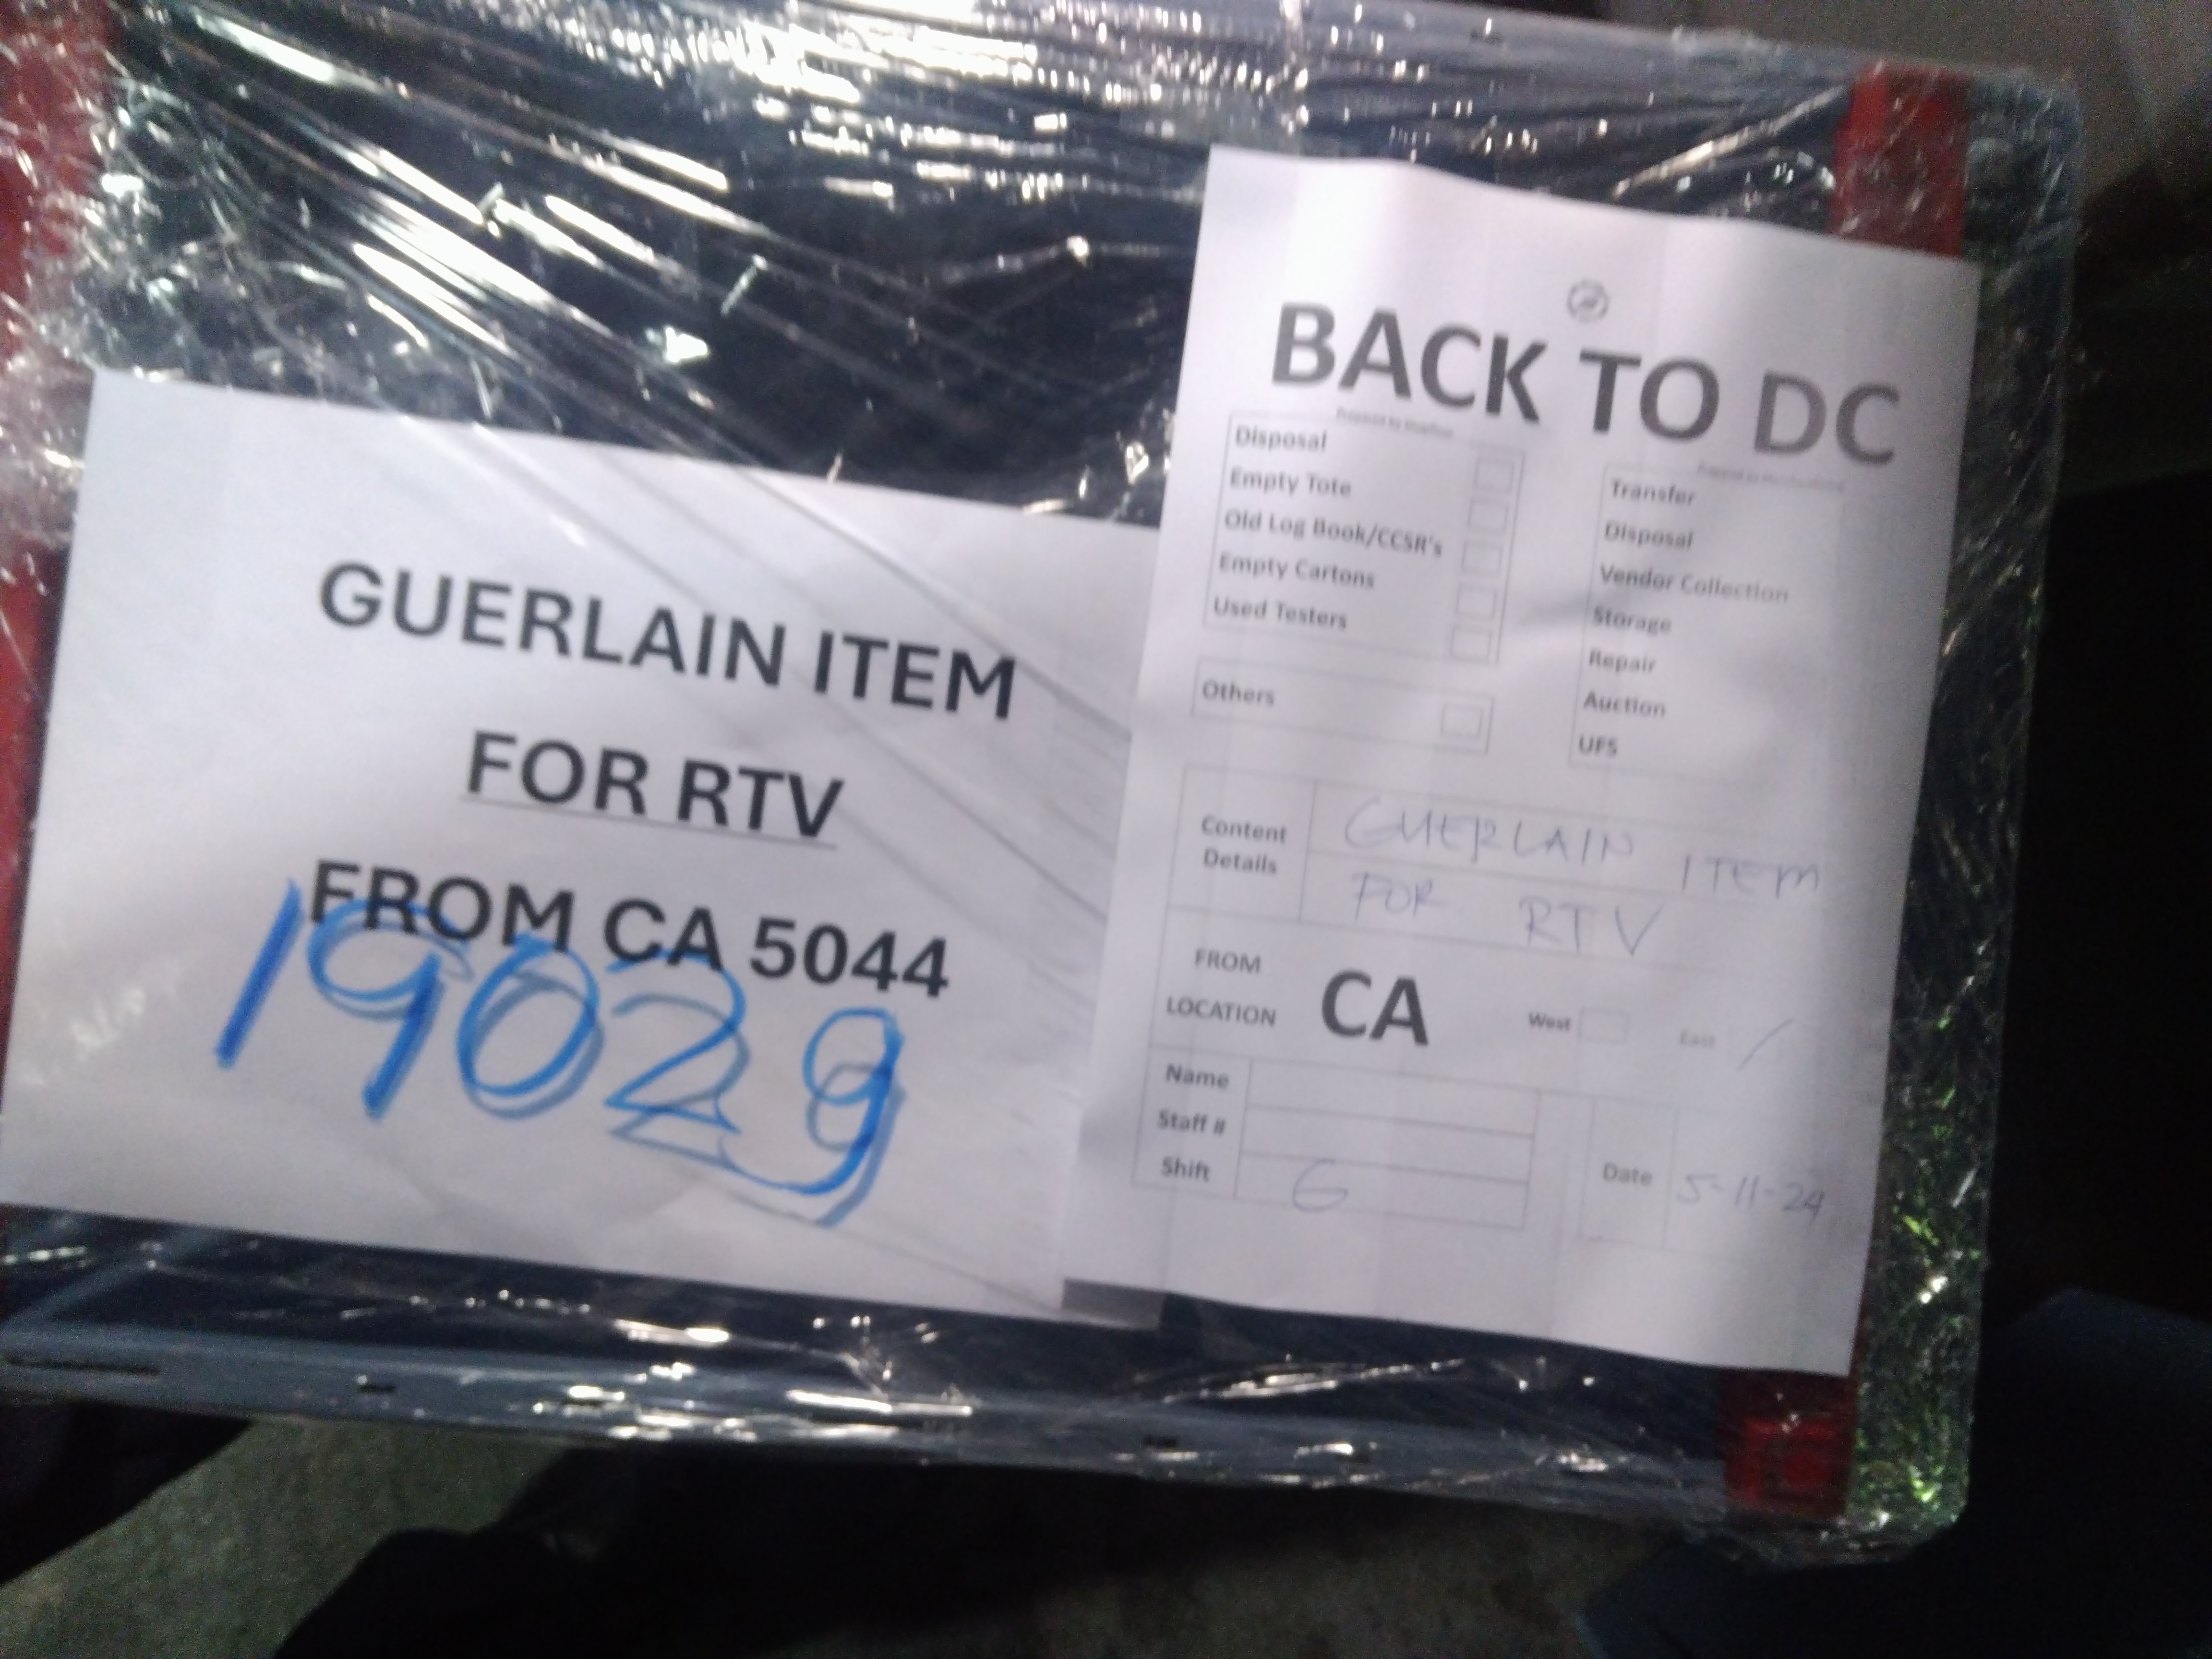 GUERLAIN ITEM
FOR RTV
FROM CA 5044
19029
BACK TO DC
Disposal
Empty Tote
Old Log Book/CCSR's
Empty Cartons
Used Testers
Others
Transfer
Disposal
Vendor Collection
Storage
Repair
Auction
UFS
Content Details
GUERLAIN ITEM
FOR RTV
FROM
LOCATION
CA
West
East
Name
Staff #
Shift
G
Date
5-11-24